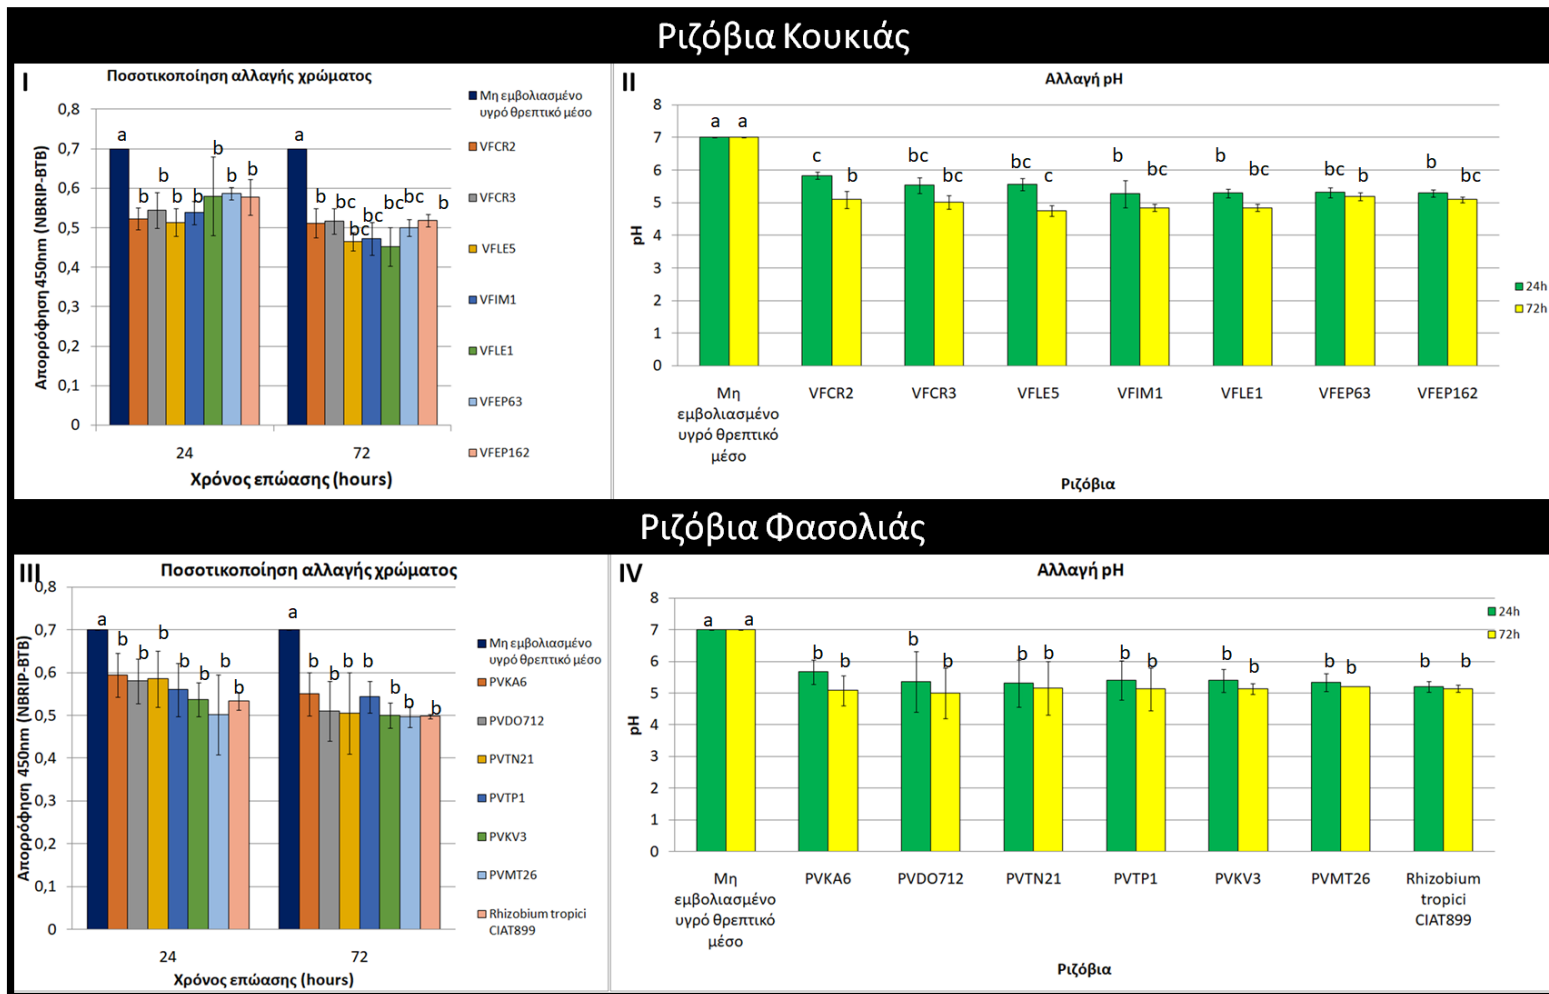 Ριζόβια Κουκιάς
I
Ποσοτικοποίηση αλλαγής χρώματος
Απορρόφηση 450nm (NBRIP-BTB)
0,8
0,7
0,6
0,5
0,4
0,3
0,2
0,1
0
a
b
b
b
b
b
b
b
a
b
b
bc
bc
bc
bc
bc
b
24
72
Χρόνος επώασης (hours)
Μη εμβολιασμένο
υγρό θρεπτικό μέσο
VFCR2
VFCR3
VFLE5
VFIM1
VFLE1
VFEP63
VFEP162
II
Αλλαγή pH
pH
8
7
6
5
4
3
2
1
0
a a
c b
bc bc
bc c
b bc
b bc
b b
b bc
Μη
εμβολιασμένο
υγρό θρεπτικό
μέσο
VFCR2
VFCR3
VFLE5
VFIM1
VFLE1
VFEP63
VFEP162
Ριζόβια
24h
72h
Ριζόβια Φασολιάς
III
Ποσοτικοποίηση αλλαγής χρώματος
Απορρόφηση 450nm (NBRIP-BTB)
0,8
0,7
0,6
0,5
0,4
0,3
0,2
0,1
0
a
b
b
b
b
b
b
b
a
b
b
b
b
b
b
b
24
72
Χρόνος επώασης (hours)
Μη εμβολιασμένο
υγρό θρεπτικό μέσο
PVKA6
PVDO712
PVTN21
PVTP1
PVKV3
PVMT26
Rhizobium tropici
CIAT899
IV
Αλλαγή pH
pH
8
7
6
5
4
3
2
1
0
a a
b b
b b
b b
b b
b b
b b
b b
Μη
εμβολιασμένο
υγρό θρεπτικό
μέσο
PVKA6
PVDO712
PVTN21
PVTP1
PVKV3
PVMT26
Rhizobium
tropici
CIAT899
Ριζόβια
24h
72h